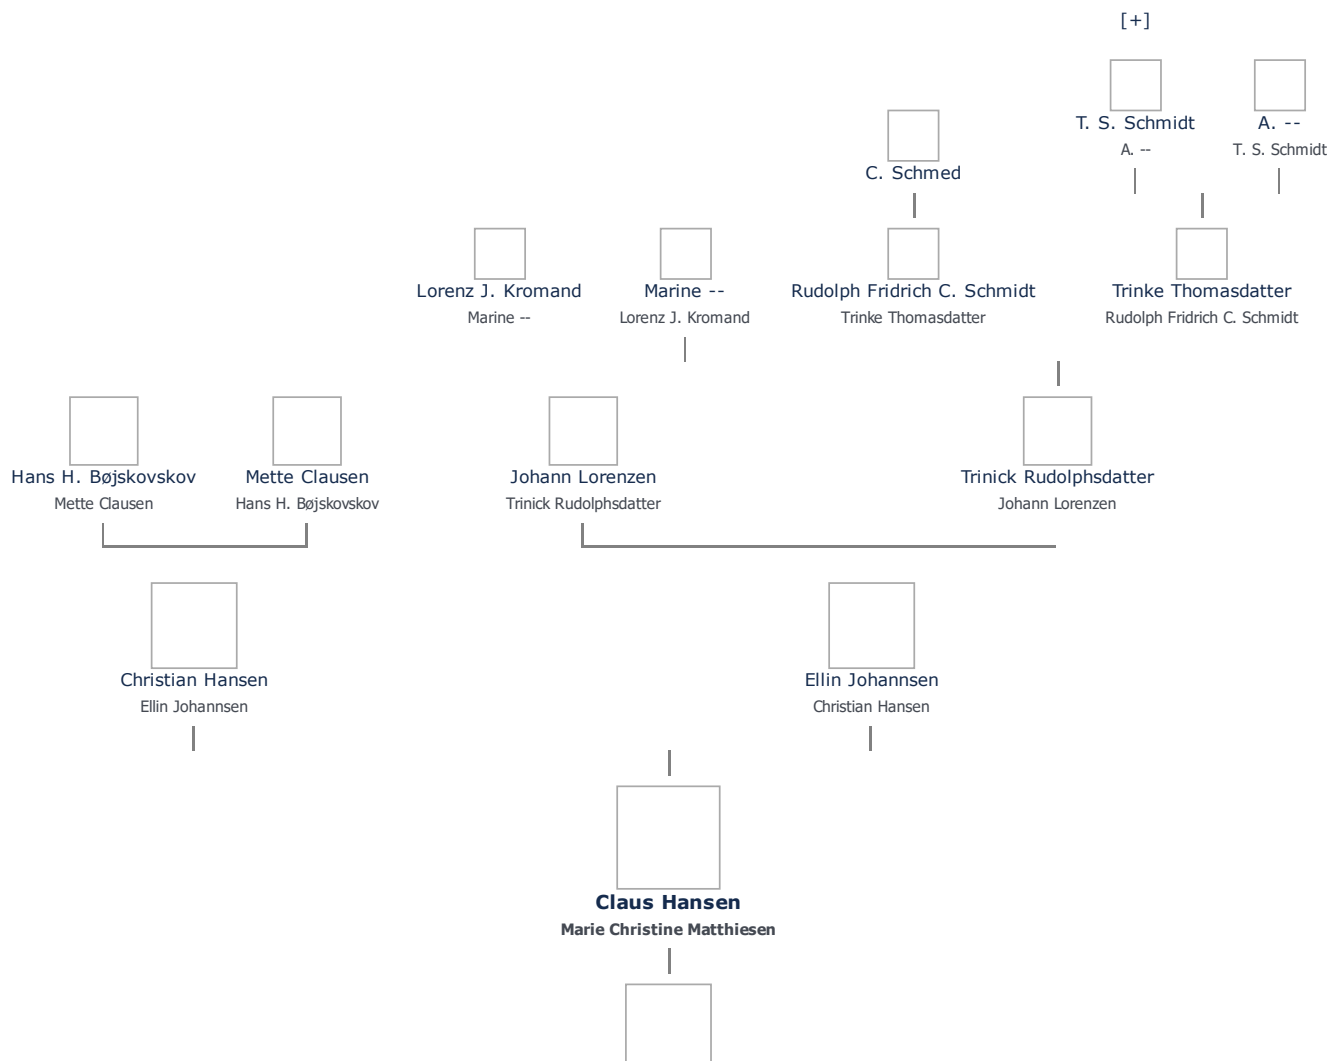 [+]
T. S. Schmidt
A. --
A. --
T. S. Schmidt
C. Schmed
Lorenz J. Kromand
Marine --
Marine --
Lorenz J. Kromand
Rudolph Fridrich C. Schmidt
Trinke Thomasdatter
Trinke Thomasdatter
Rudolph Fridrich C. Schmidt
Hans H. Bøjskovskov
Mette Clausen
Mette Clausen
Hans H. Bøjskovskov
Johann Lorenzen
Trinick Rudolphsdatter
Trinick Rudolphsdatter
Johann Lorenzen
Christian Hansen
Ellin Johannsen
Ellin Johannsen
Christian Hansen
Claus Hansen
Marie Christine Matthiesen